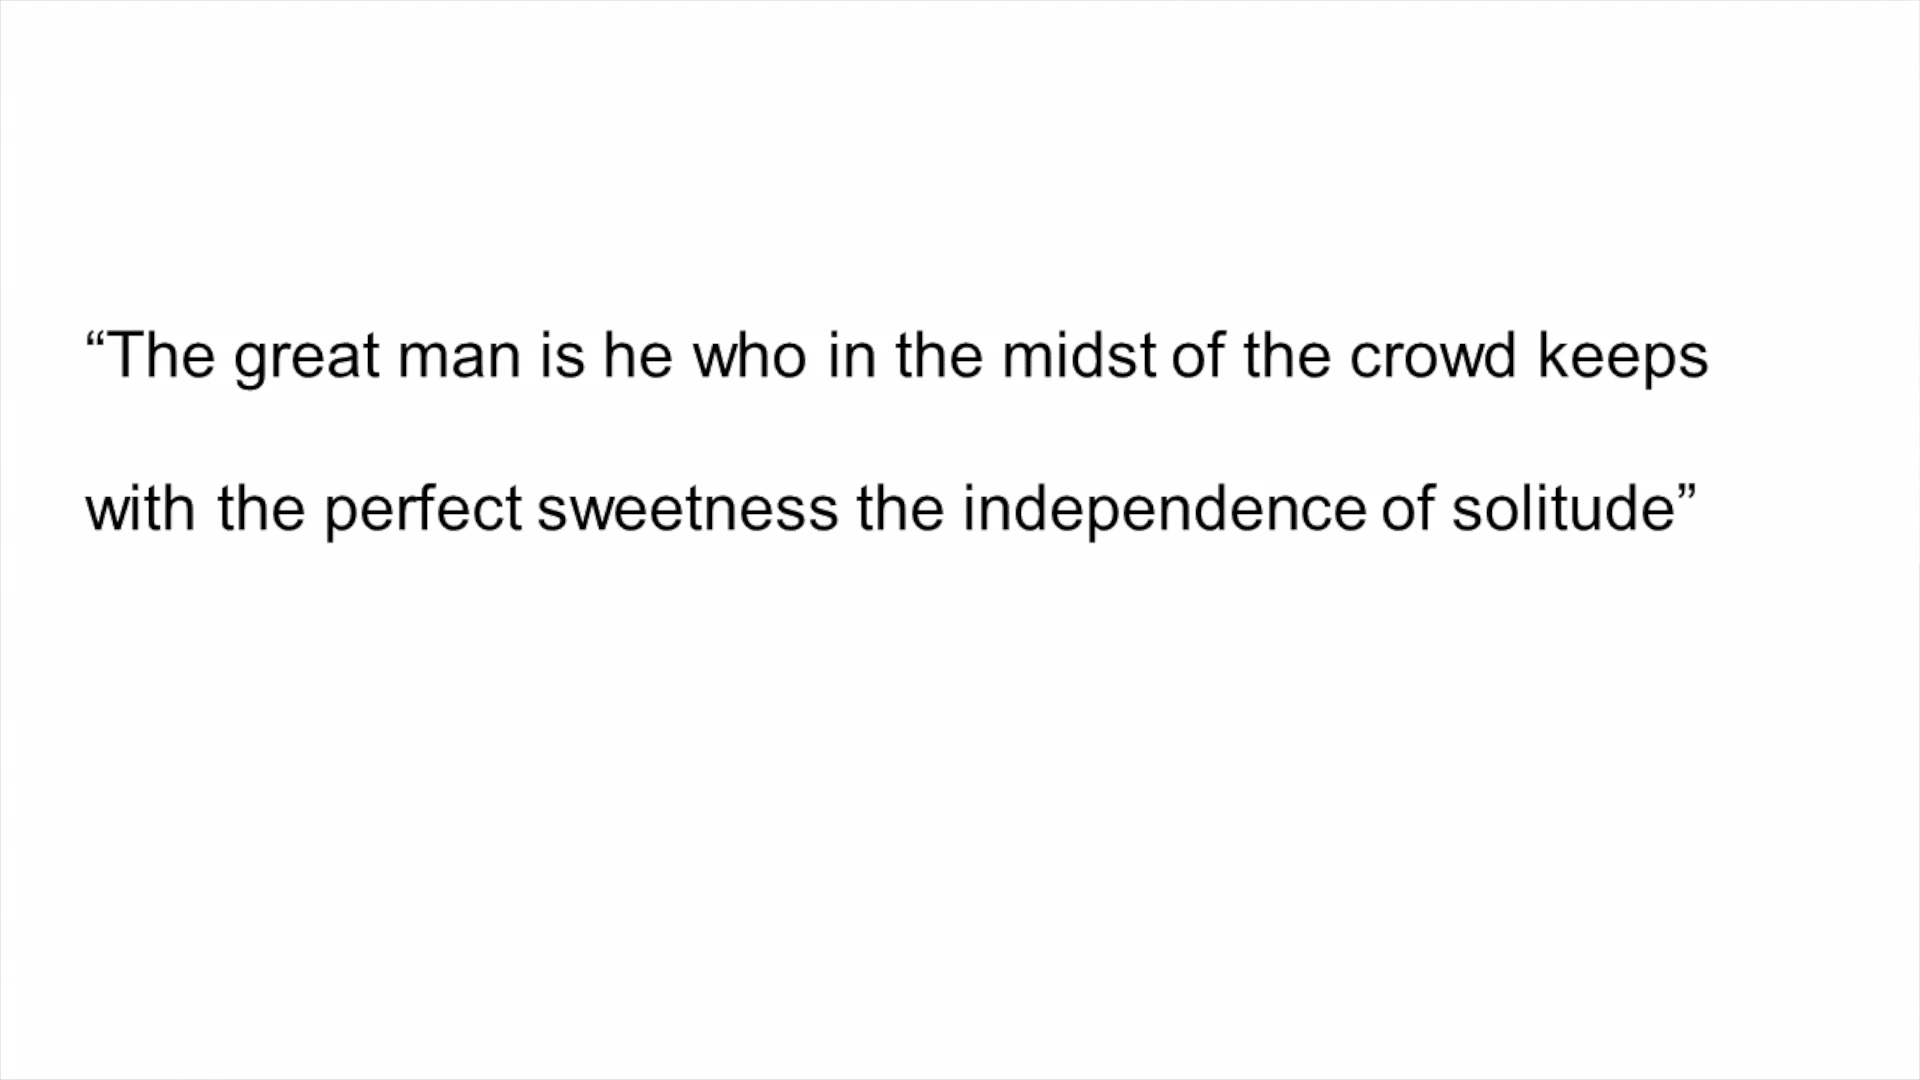 “The great man is he who in the midst of the crowd keeps
with the perfect sweetness the independence of solitude”